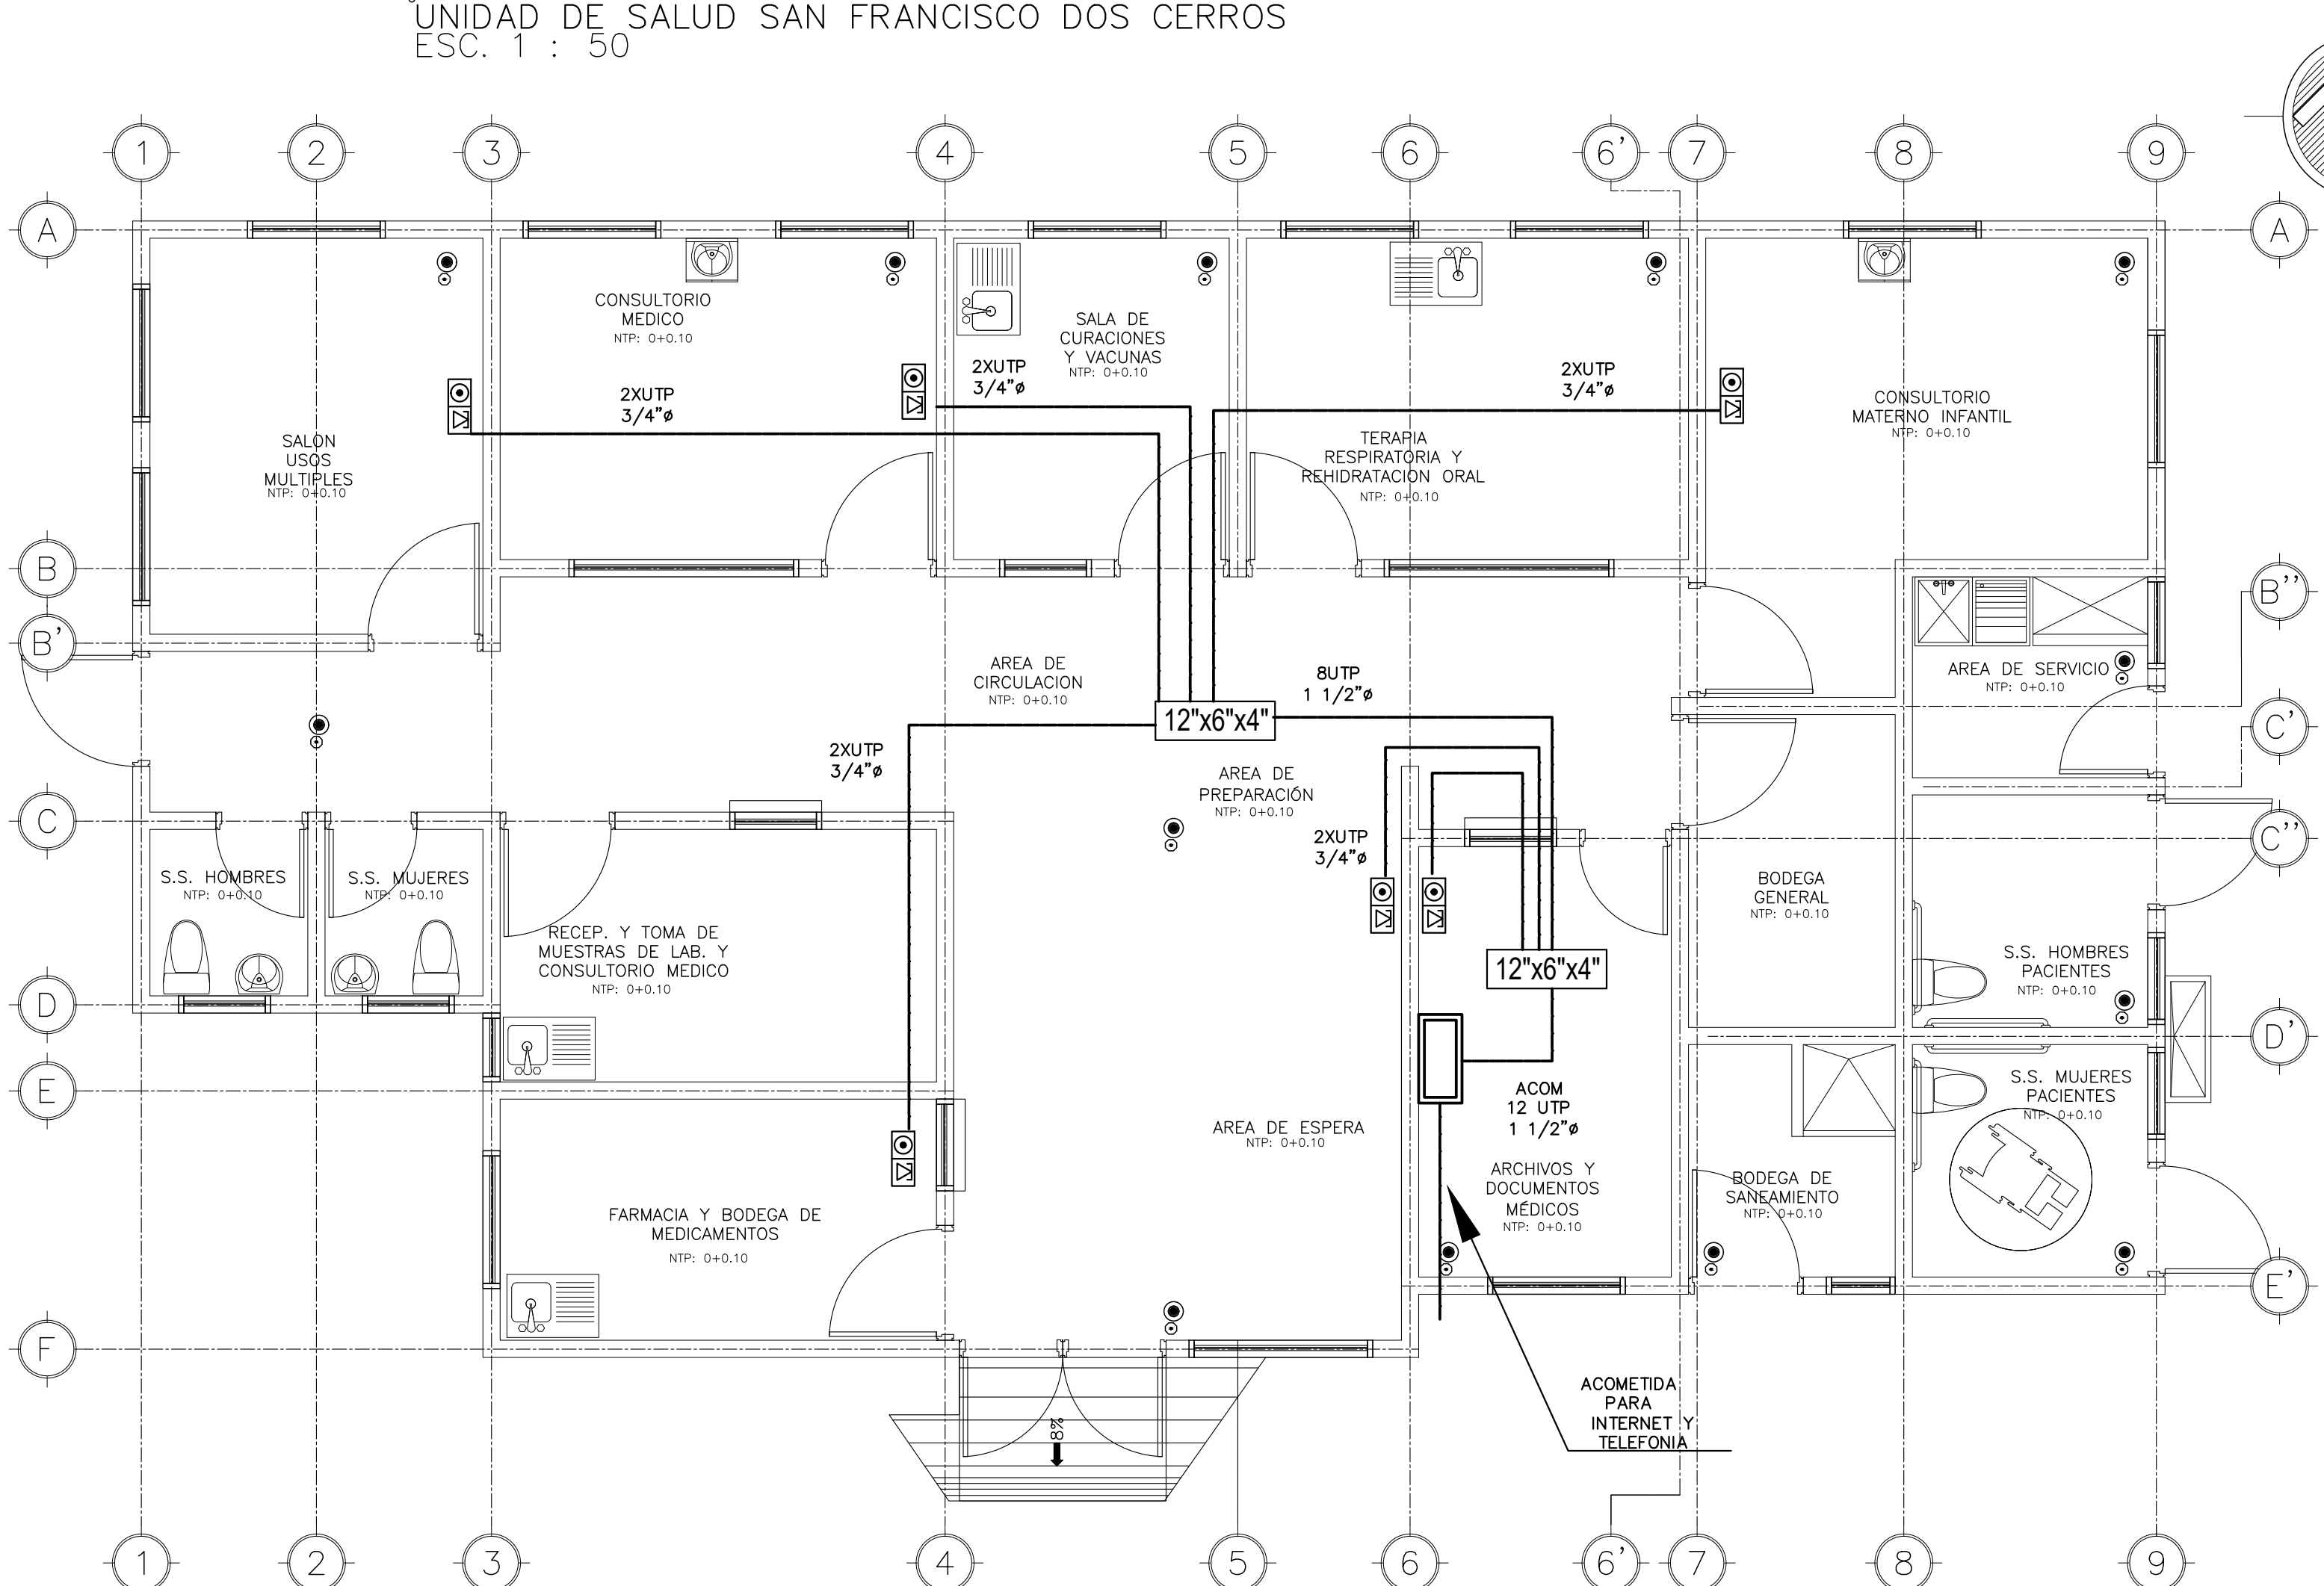 UNIDAD DE SALUD SAN FRANCISCO DOS CERROS
ESC. 1 : 50
1
2
3
4
5
6
6'
7
8
9
A
A
CONSULTORIO
MEDICO
NTP: 0+0.10
SALA DE
CURACIONES
Y VACUNAS
NTP: 0+0.10
2XUTP
3/4"ø
2XUTP
3/4"ø
2XUTP
3/4"ø
CONSULTORIO
MATERNO INFANTIL
NTP: 0+0.10
SALON
USOS
MULTIPLES
NTP: 0+0.10
TERAPIA
RESPIRATORIA Y
REHIDRATACION ORAL
NTP: 0+0.10
B
B''
B'
AREA DE
CIRCULACION
NTP: 0+0.10
8UTP
1 1/2"ø
AREA DE SERVICIO
NTP: 0+0.10
12"x6"x4"
C'
2XUTP
3/4"ø
AREA DE
PREPARACIÓN
NTP: 0+0.10
C
2XUTP
3/4"ø
C''
S.S. HOMBRES
NTP: 0+0.10
S.S. MUJERES
NTP: 0+0.10
BODEGA
GENERAL
NTP: 0+0.10
RECEP. Y TOMA DE
MUESTRAS DE LAB. Y
CONSULTORIO MEDICO
NTP: 0+0.10
S.S. HOMBRES
PACIENTES
NTP: 0+0.10
12"x6"x4"
D
D'
E
ACOM
12 UTP
1 1/2"ø
S.S. MUJERES
PACIENTES
NTP: 0+0.10
AREA DE ESPERA
NTP: 0+0.10
ARCHIVOS Y
DOCUMENTOS
MÉDICOS
NTP: 0+0.10
BODEGA DE
SANEAMIENTO
NTP: 0+0.10
FARMACIA Y BODEGA DE
MEDICAMENTOS
NTP: 0+0.10
E'
F
8%
ACOMETIDA
PARA
INTERNET Y
TELEFONIA
1
2
3
4
5
6
6'
7
8
9